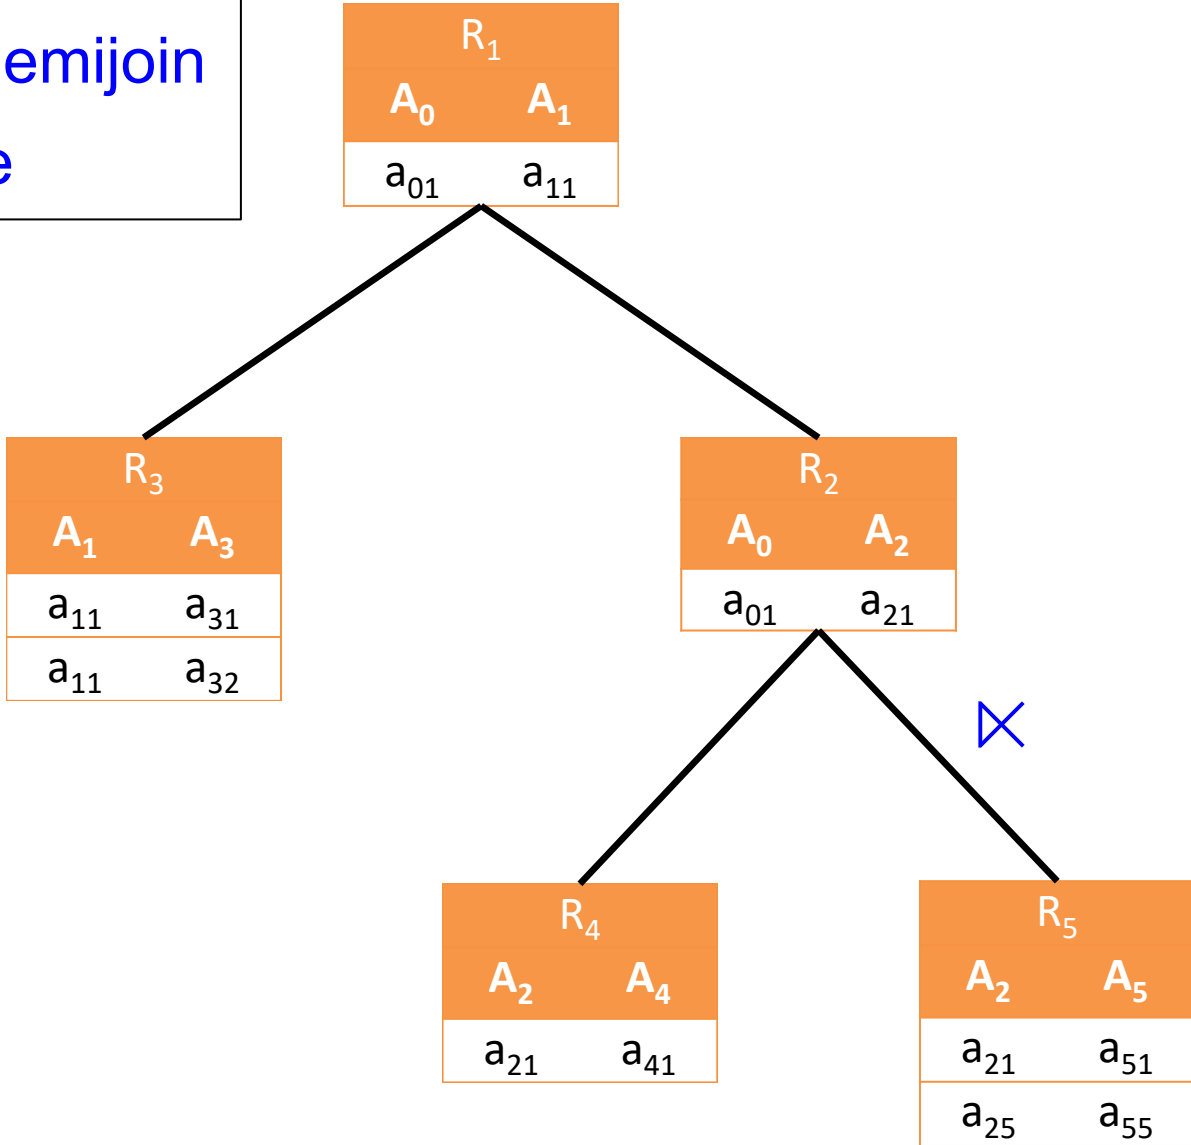 emijoin
e
R₁
A₀ A₁
a₀₁ a₁₁
R₃
A₁ A₃
a₁₁ a₃₁
a₁₁ a₃₂
R₂
A₀ A₂
a₀₁ a₂₁
⋉
R₄
A₂ A₄
a₂₁ a₄₁
R₅
A₂ A₅
a₂₁ a₅₁
a₂₅ a₅₅